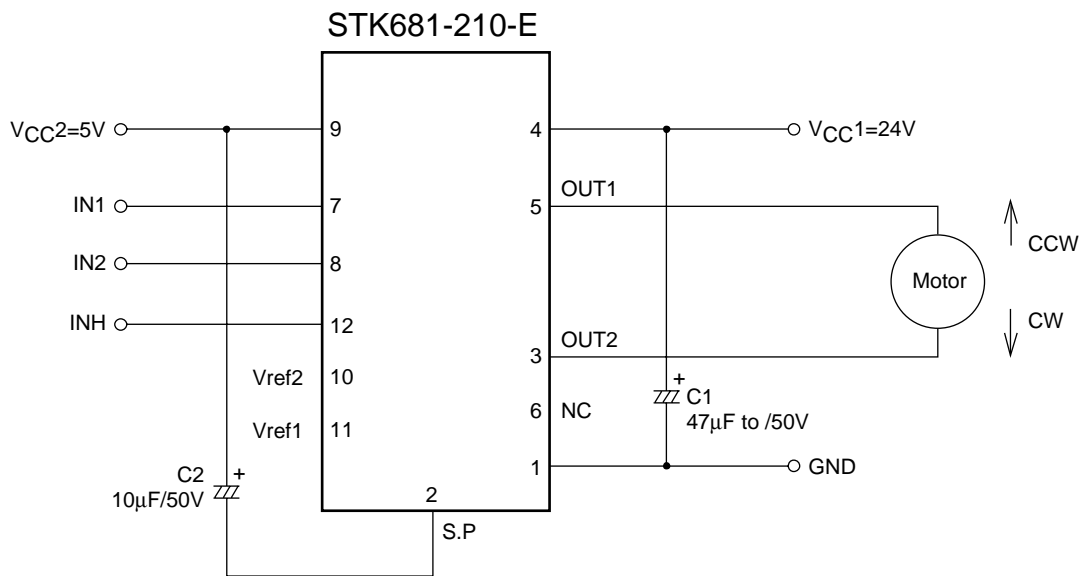 STK681-210-E
VCC2=5V
9
4
VCC1=24V
IN1
7
5
OUT1
IN2
8
Motor
CCW
INH
12
CW
3
OUT2
Vref2
10
6
NC
C1
47μF to /50V
+
Vref1
11
1
GND
C2
10μF/50V
+
2
S.P